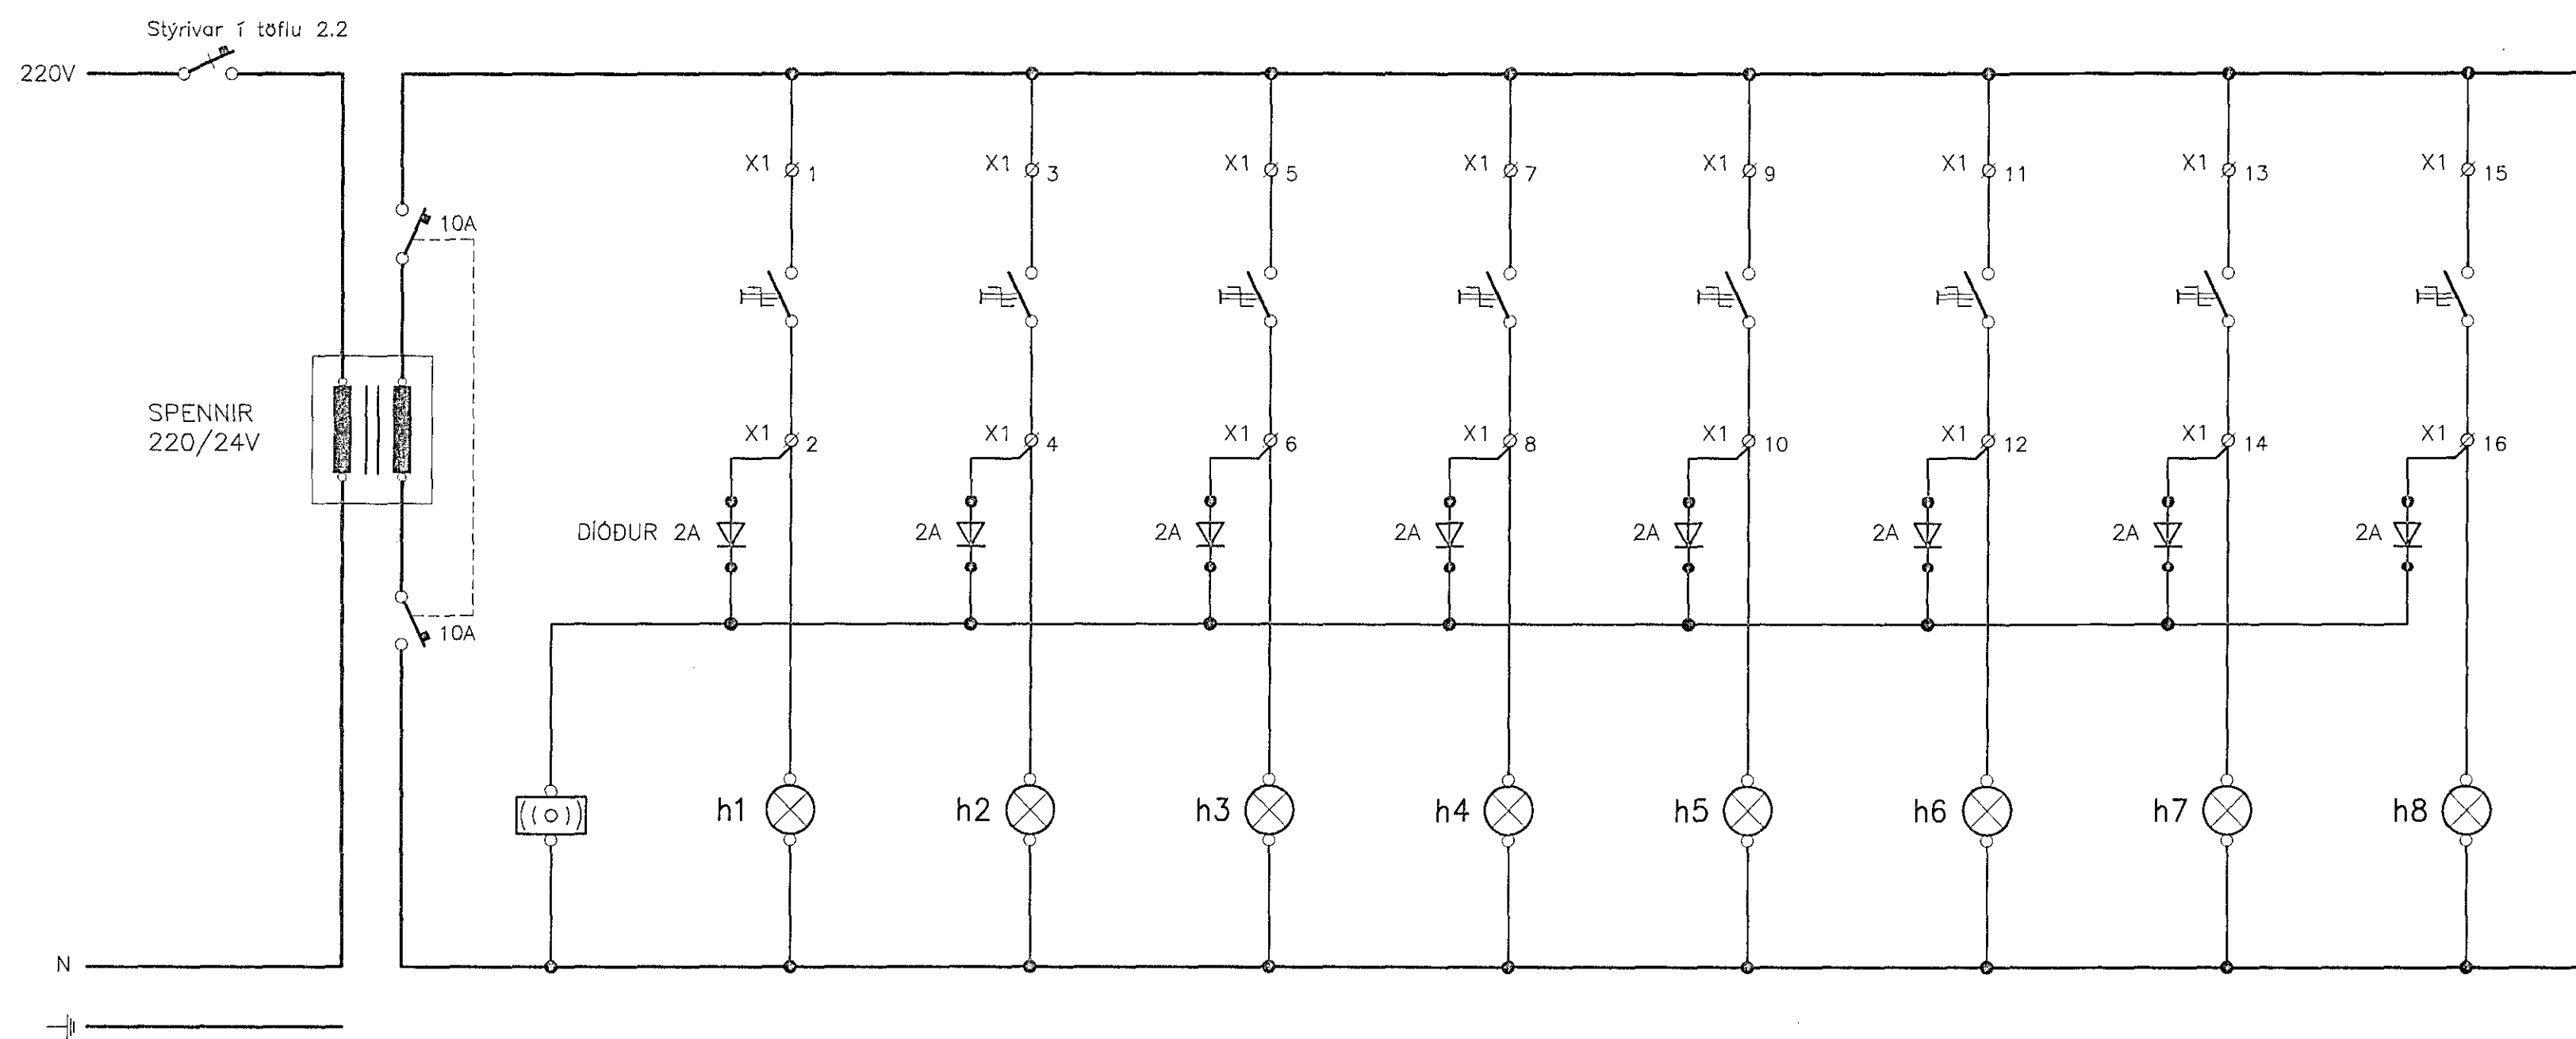 Stýrivar í töflu 2.2
220V
X1 1 X1 3 X1 5 X1 7 X1 9 X1 11 X1 13 X1 15
10A
SPENNIR
220/24V
X1 2 X1 4 X1 6 X1 8 X1 10 X1 12 X1 14 X1 16
DÍÓÐUR 2A 2A 2A 2A 2A 2A 2A 2A
10A
h1 h2 h3 h4 h5 h6 h7 h8
N